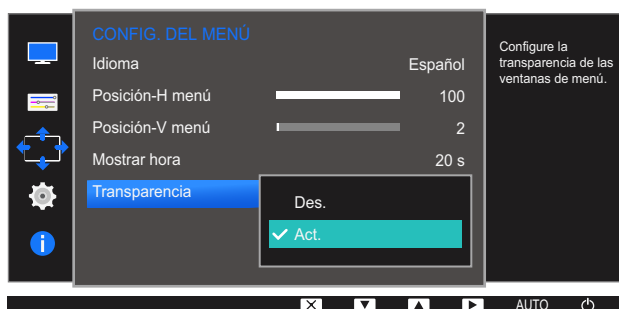 CONFIG. DEL MENÚ
Idioma Español
Posición-H menú 100
Posición-V menú 2
Mostrar hora 20 s
Transparencia
Des.
Act.
Configure la
transparencia de las
ventanas de menú.
AUTO